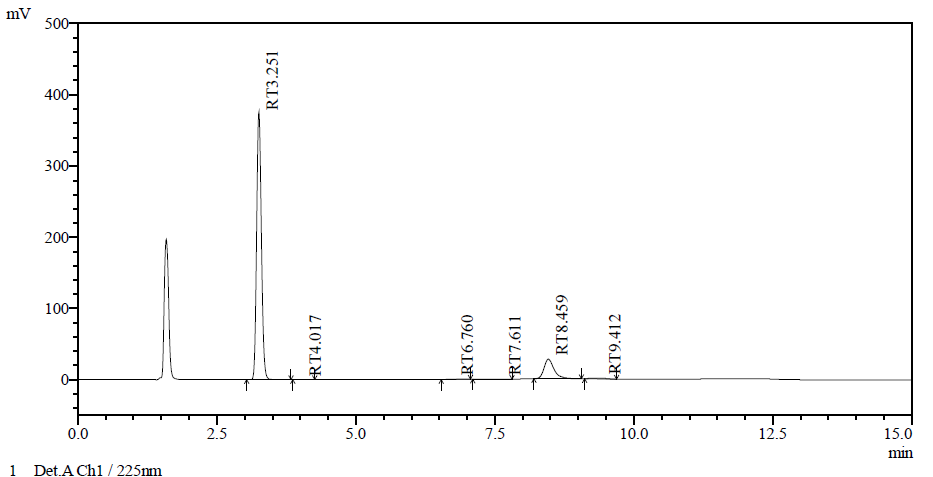 mV
500
400
300
200
100
0
RT3.251
RT4.017
RT6.760
RT7.611
RT8.459
RT9.412
0.0 2.5 5.0 7.5 10.0 12.5 15.0
min
1 Det.A Ch1 / 225nm